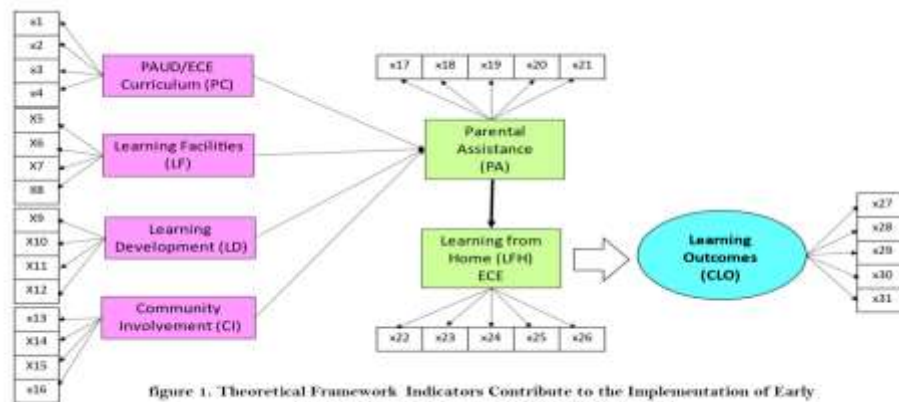 x1
x2
x3
x4
X5
X6
X7
X8
X9
X10
X11
X12
x13
X14
X15
x16
PAUD/ECE
Curriculum (PC)
Learning Facilities
(LF)
Learning
Development (LD)
Community
Involvement (CI)
x17 x18 x19 x20 x21
Parental
Assistance
(PA)
Learning from
Home (LFH)
ECE
x22 x23 x24 x25 x26
Learning
Outcomes
(CLO)
x27
x28
x29
x30
x31
figure 1. Theoretical Framework Indicators Contribute to the Implementation of Early